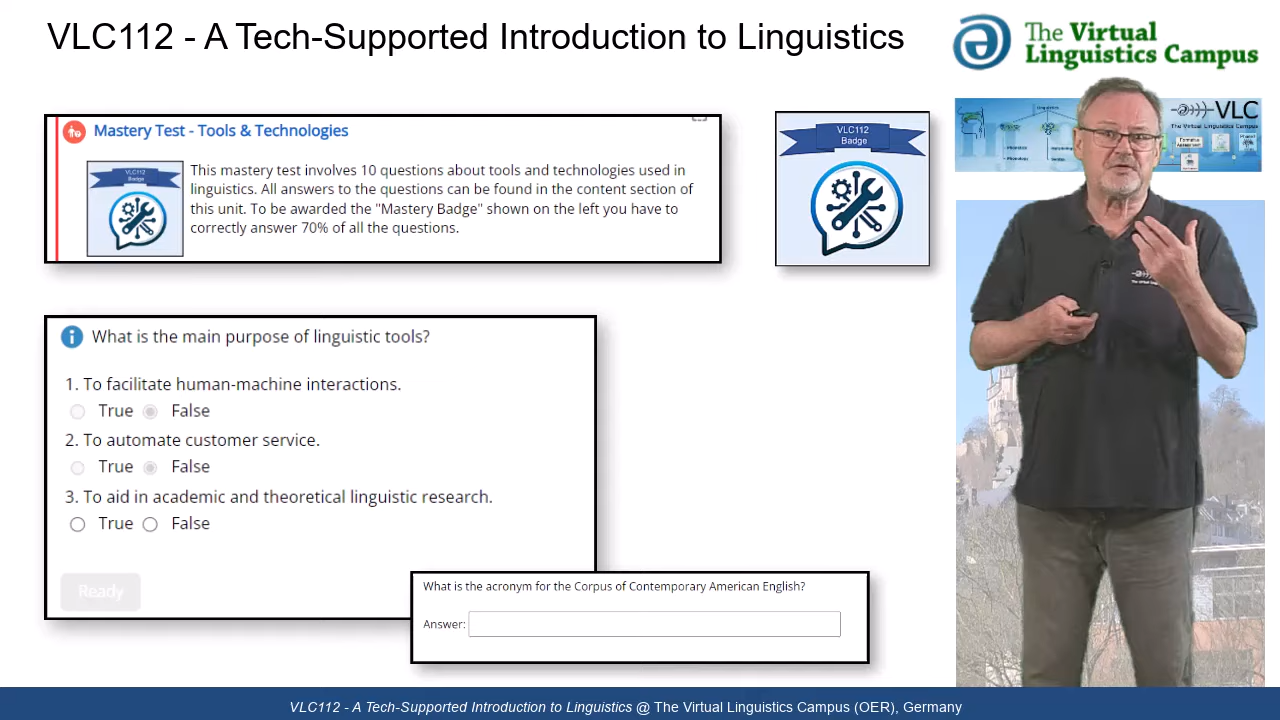 VLC112 - A Tech-Supported Introduction to Linguistics
The Virtual
Linguistics Campus
Mastery Test - Tools & Technologies
VLC112
Badge
This mastery test involves 10 questions about tools and technologies used in
linguistics. All answers to the questions can be found in the content section of
this unit. To be awarded the "Mastery Badge" shown on the left you have to
correctly answer 70% of all the questions.
VLC112
Badge
Linguistics
VLC
The Virtual Linguistics Campus
What is the main purpose of linguistic tools?
1. To facilitate human-machine interactions.
True False
2. To automate customer service.
True False
3. To aid in academic and theoretical linguistic research.
True False
Ready
What is the acronym for the Corpus of Contemporary American English?
Answer:
VLC112 - A Tech-Supported Introduction to Linguistics @ The Virtual Linguistics Campus (OER), Germany